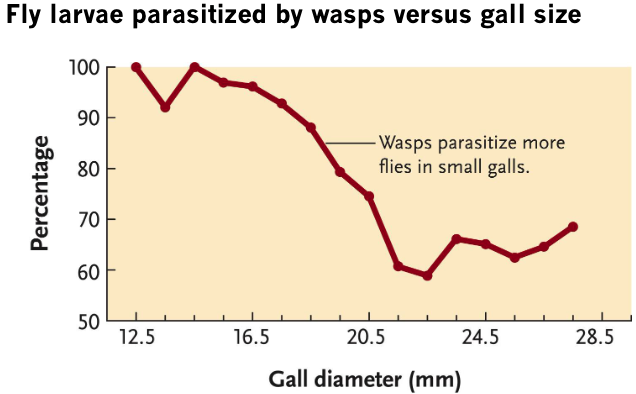 Fly larvae parasitized by wasps versus gall size
100
90
80
70
60
50
Percentage
Wasps parasitize more
flies in small galls.
12.5 16.5 20.5 24.5 28.5
Gall diameter (mm)